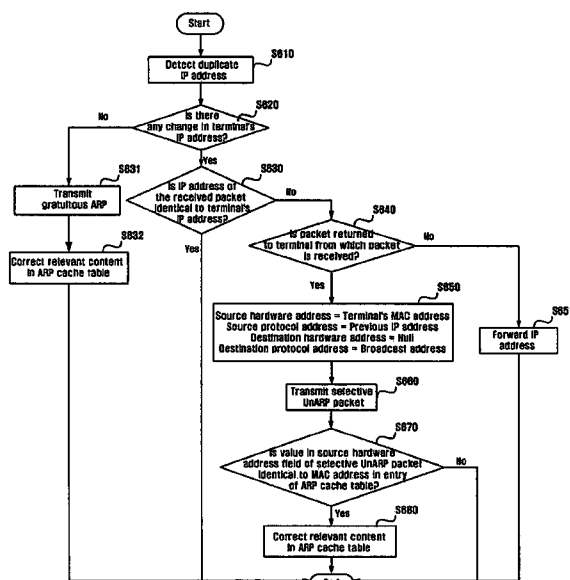 Start
S610
Detect duplicate
IP address
S620
Is there
any change in terminal's
IP address?
No
Yes
S631
Transmit
gratuitous ARP
S630
Is IP address of
the received packet
identical to terminal's
IP address?
No
Yes
S632
Correct relevant content
in ARP cache table
S640
Is packet returned
to terminal from which packet
is received?
No
Yes
S650
Source hardware address = Terminal's MAC address
Source protocol address = Previous IP address
Destination hardware address = Null
Destination protocol address = Broadcast address
S65
Forward IP
address
S660
Transmit selective
UnARP packet
S670
Is value in source hardware
address field of selective UnARP packet
identical to MAC address in entry
of ARP cache table?
No
Yes
S680
Correct relevant content
in ARP cache table